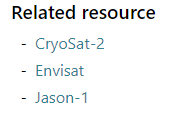 Related resource
- CryoSat-2
- Envisat
- Jason-1